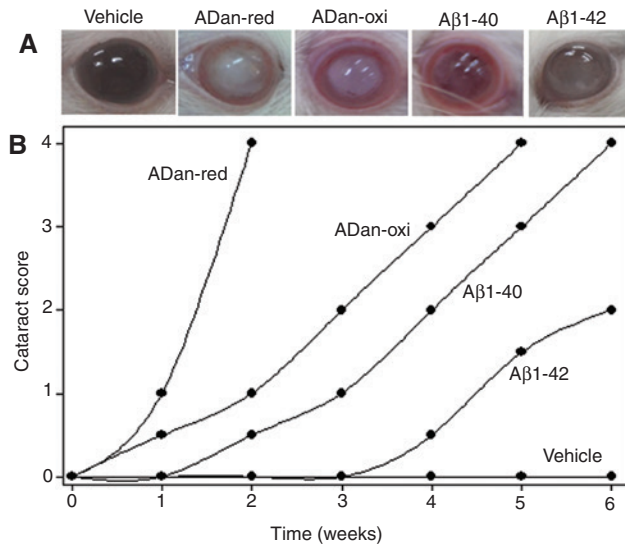 Vehicle ADan-red ADan-oxi Aβ1-40 Aβ1-42
A
B
4
ADan-red
ADan-oxi
3
Aβ1-40
Cataract score
2
Aβ1-42
1
Vehicle
0
0 1 2 3 4 5 6
Time (weeks)